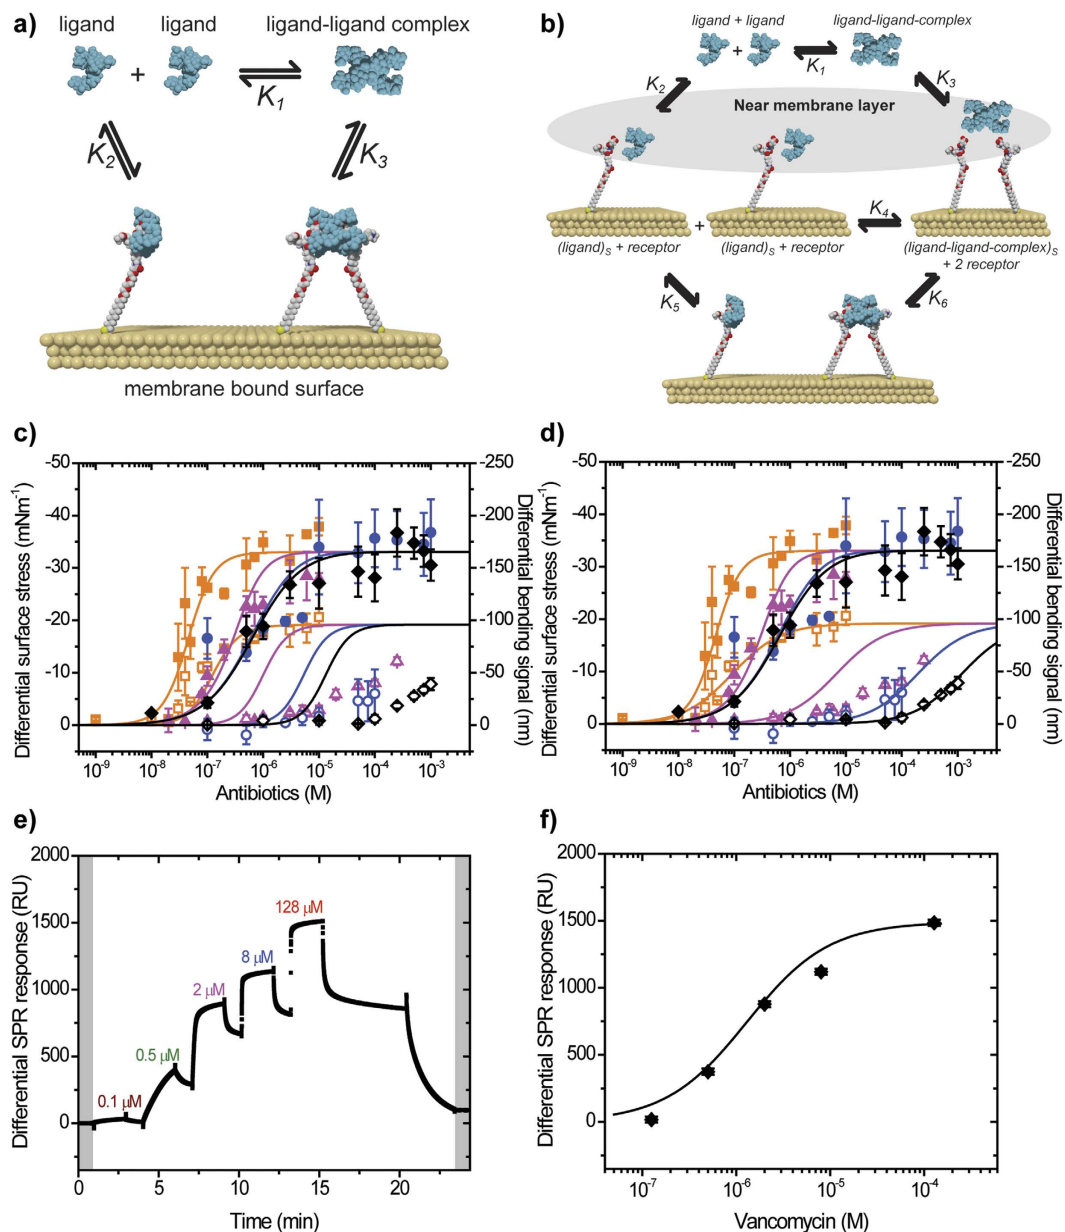 a)
ligand
ligand
ligand-ligand complex
+
K1
K2
K3
membrane bound surface
b)
ligand + ligand
ligand-ligand-complex
+
K1
K2
K3
Near membrane layer
K4
+
(ligand)S + receptor
(ligand)S + receptor
(ligand-ligand-complex)S
+ 2 receptor
K5
K6
c)
Differential surface stress (mNm-1)
-50
-40
-30
-20
-10
0
-250
-200
-150
-100
-50
0
Differential bending signal (nm)
10-9
10-8
10-7
10-6
10-5
10-4
10-3
Antibiotics (M)
d)
Differential surface stress (mNm-1)
-50
-40
-30
-20
-10
0
-250
-200
-150
-100
-50
0
Differential bending signal (nm)
10-9
10-8
10-7
10-6
10-5
10-4
10-3
Antibiotics (M)
e)
Differential SPR response (RU)
2000
1500
1000
500
0
0.1 μM
0.5 μM
2 μM
8 μM
128 μM
0
5
10
15
20
Time (min)
f)
Differential SPR response (RU)
2000
1500
1000
500
0
10-7
10-6
10-5
10-4
Vancomycin (M)